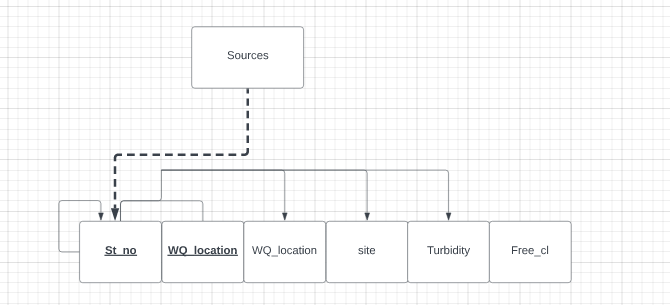 Sources
St_no
WQ_location
WQ_location
site
Turbidity
Free_cl